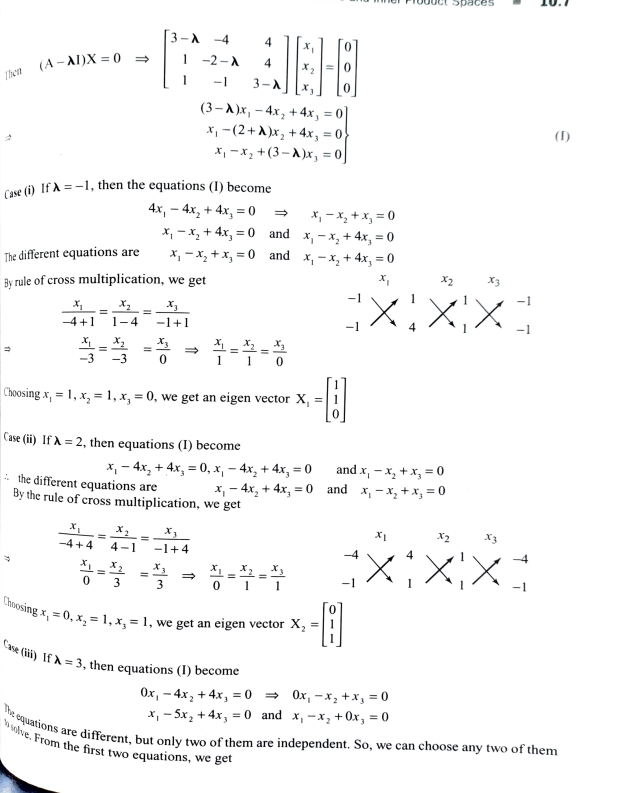 and Inner Product Spaces ■ 10.7
Then (A − λI)X = 0 ⇒ [3−λ −4 4; 1 −2−λ 4; 1 −1 3−λ] [x₁; x₂; x₃] = [0; 0; 0]
(3−λ)x₁ − 4x₂ + 4x₃ = 0
⇒ x₁ − (2+λ)x₂ + 4x₃ = 0 } (I)
x₁ − x₂ + (3−λ)x₃ = 0
Case (i) If λ = −1, then the equations (I) become
4x₁ − 4x₂ + 4x₃ = 0 ⇒ x₁ − x₂ + x₃ = 0
x₁ − x₂ + 4x₃ = 0 and x₁ − x₂ + 4x₃ = 0
The different equations are x₁ − x₂ + x₃ = 0 and x₁ − x₂ + 4x₃ = 0
By rule of cross multiplication, we get
x₁ x₂ x₃
−1 1 1 −1
−1 4 1 −1
x₁/(−4+1) = x₂/(1−4) = x₃/(−1+1)
⇒ x₁/−3 = x₂/−3 = x₃/0 ⇒ x₁/1 = x₂/1 = x₃/0
Choosing x₁ = 1, x₂ = 1, x₃ = 0, we get an eigen vector X₁ = [1; 1; 0]
Case (ii) If λ = 2, then equations (I) become
x₁ − 4x₂ + 4x₃ = 0, x₁ − 4x₂ + 4x₃ = 0 and x₁ − x₂ + x₃ = 0
∴ the different equations are x₁ − 4x₂ + 4x₃ = 0 and x₁ − x₂ + x₃ = 0
By the rule of cross multiplication, we get
x₁ x₂ x₃
−4 4 1 −4
−1 1 1 −1
x₁/(−4+4) = x₂/(4−1) = x₃/(−1+4)
⇒ x₁/0 = x₂/3 = x₃/3 ⇒ x₁/0 = x₂/1 = x₃/1
Choosing x₁ = 0, x₂ = 1, x₃ = 1, we get an eigen vector X₂ = [0; 1; 1]
Case (iii) If λ = 3, then equations (I) become
0x₁ − 4x₂ + 4x₃ = 0 ⇒ 0x₁ − x₂ + x₃ = 0
x₁ − 5x₂ + 4x₃ = 0 and x₁ − x₂ + 0x₃ = 0
The equations are different, but only two of them are independent. So, we can choose any two of them
to solve. From the first two equations, we get